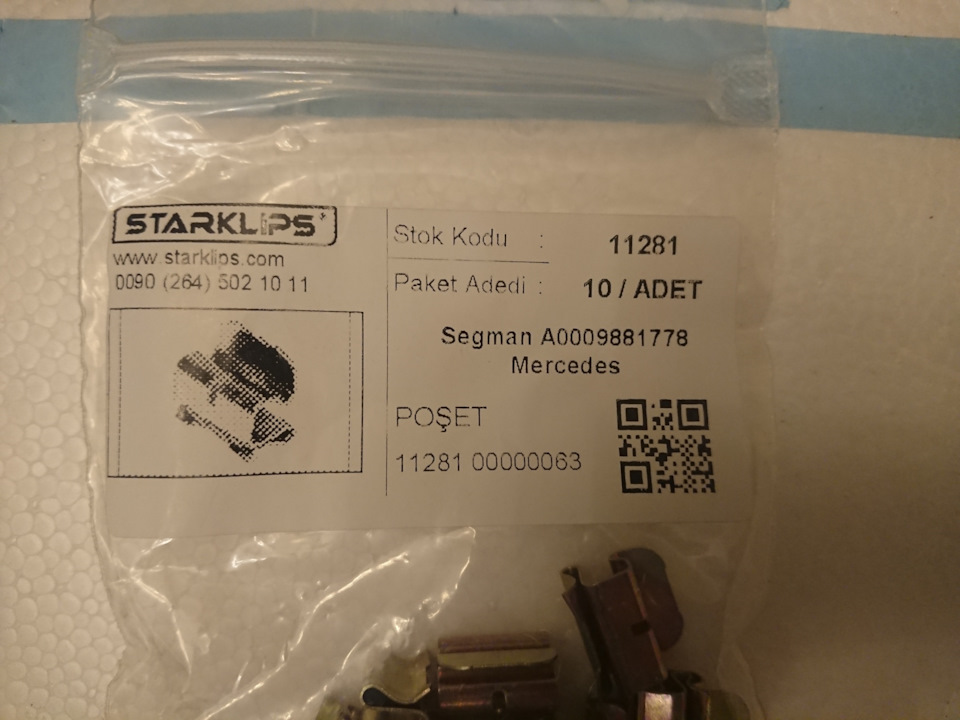 STARKLIPS
www.starklips.com
0090 (264) 502 10 11
Stok Kodu : 11281
Paket Adedi : 10 / ADET
Segman A0009881778
Mercedes
POŞET
11281 00000063